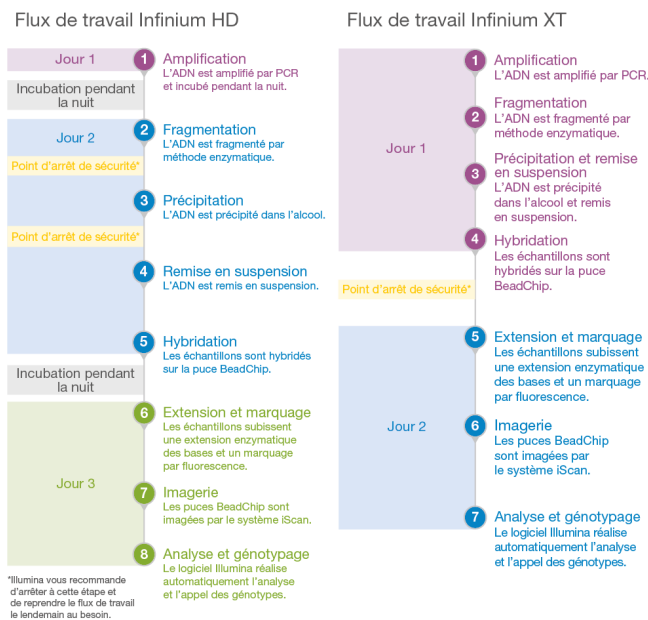 Flux de travail Infinium HD
Jour 1
1
Amplification
L'ADN est amplifié par PCR
et incubé pendant la nuit.
Incubation pendant
la nuit
Jour 2
2
Fragmentation
L'ADN est fragmenté par
méthode enzymatique.
Point d'arrêt de sécurité*
3
Précipitation
L'ADN est précipité dans l'alcool.
Point d'arrêt de sécurité*
4
Remise en suspension
L'ADN est remis en suspension.
5
Hybridation
Les échantillons sont hybridés
sur la puce BeadChip.
Incubation pendant
la nuit
Jour 3
6
Extension et marquage
Les échantillons subissent
une extension enzymatique
des bases et un marquage
par fluorescence.
7
Imagerie
Les puces BeadChip sont
imagées par le système iScan.
8
Analyse et génotypage
Le logiciel Illumina réalise
automatiquement l'analyse
et l'appel des génotypes.
*Illumina vous recommande
d'arrêter à cette étape et
de reprendre le flux de travail
le lendemain au besoin.
Flux de travail Infinium XT
Jour 1
1
Amplification
L'ADN est amplifié par PCR.
2
Fragmentation
L'ADN est fragmenté par
méthode enzymatique.
3
Précipitation et remise
en suspension
L'ADN est précipité
dans l'alcool et remis
en suspension.
4
Hybridation
Les échantillons sont
hybridés sur la puce
BeadChip.
Point d'arrêt de sécurité*
Jour 2
5
Extension et marquage
Les échantillons subissent
une extension enzymatique
des bases et un marquage
par fluorescence.
6
Imagerie
Les puces BeadChip
sont imagées par
le système iScan.
7
Analyse et génotypage
Le logiciel Illumina réalise
automatiquement l'analyse
et l'appel des génotypes.